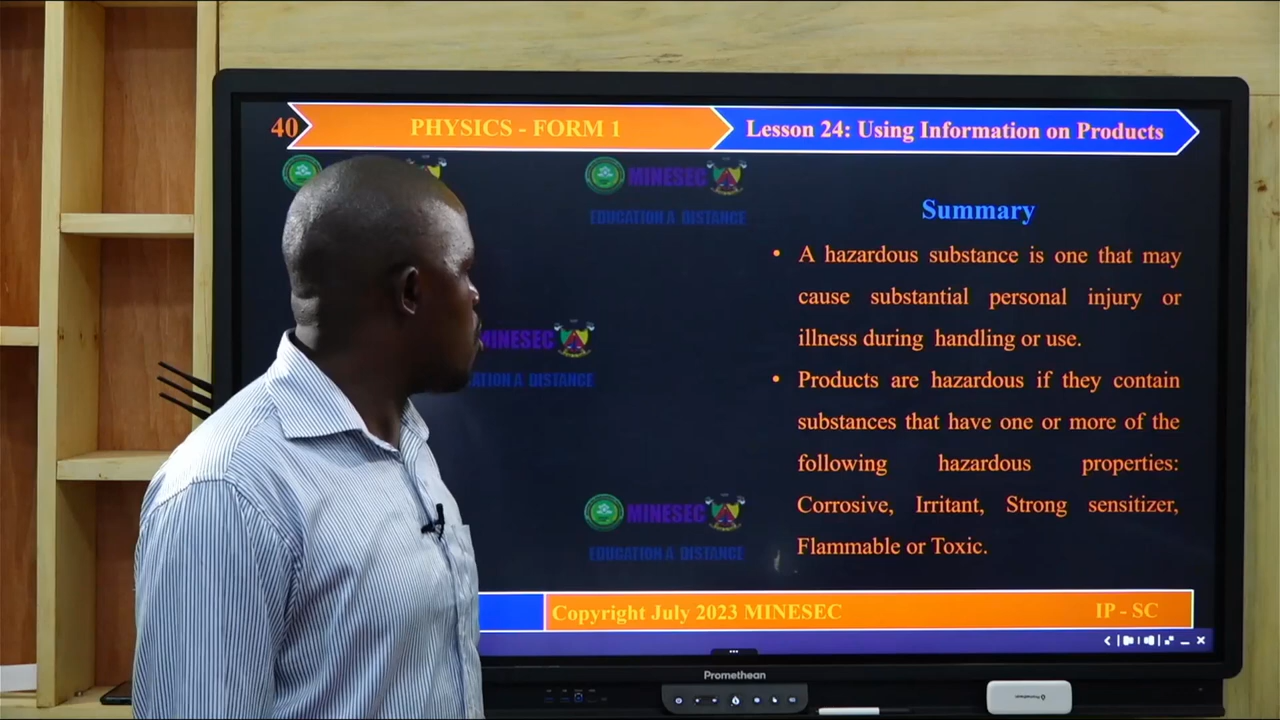 40 PHYSICS - FORM 1 Lesson 24: Using Information on Products
MINESEC
EDUCATION A DISTANCE
Summary
• A hazardous substance is one that may
cause substantial personal injury or
illness during handling or use.
MINESEC
ATION A DISTANCE
• Products are hazardous if they contain
substances that have one or more of the
following hazardous properties:
Corrosive, Irritant, Strong sensitizer,
Flammable or Toxic.
MINESEC
EDUCATION A DISTANCE
Copyright July 2023 MINESEC IP - SC
Promethean